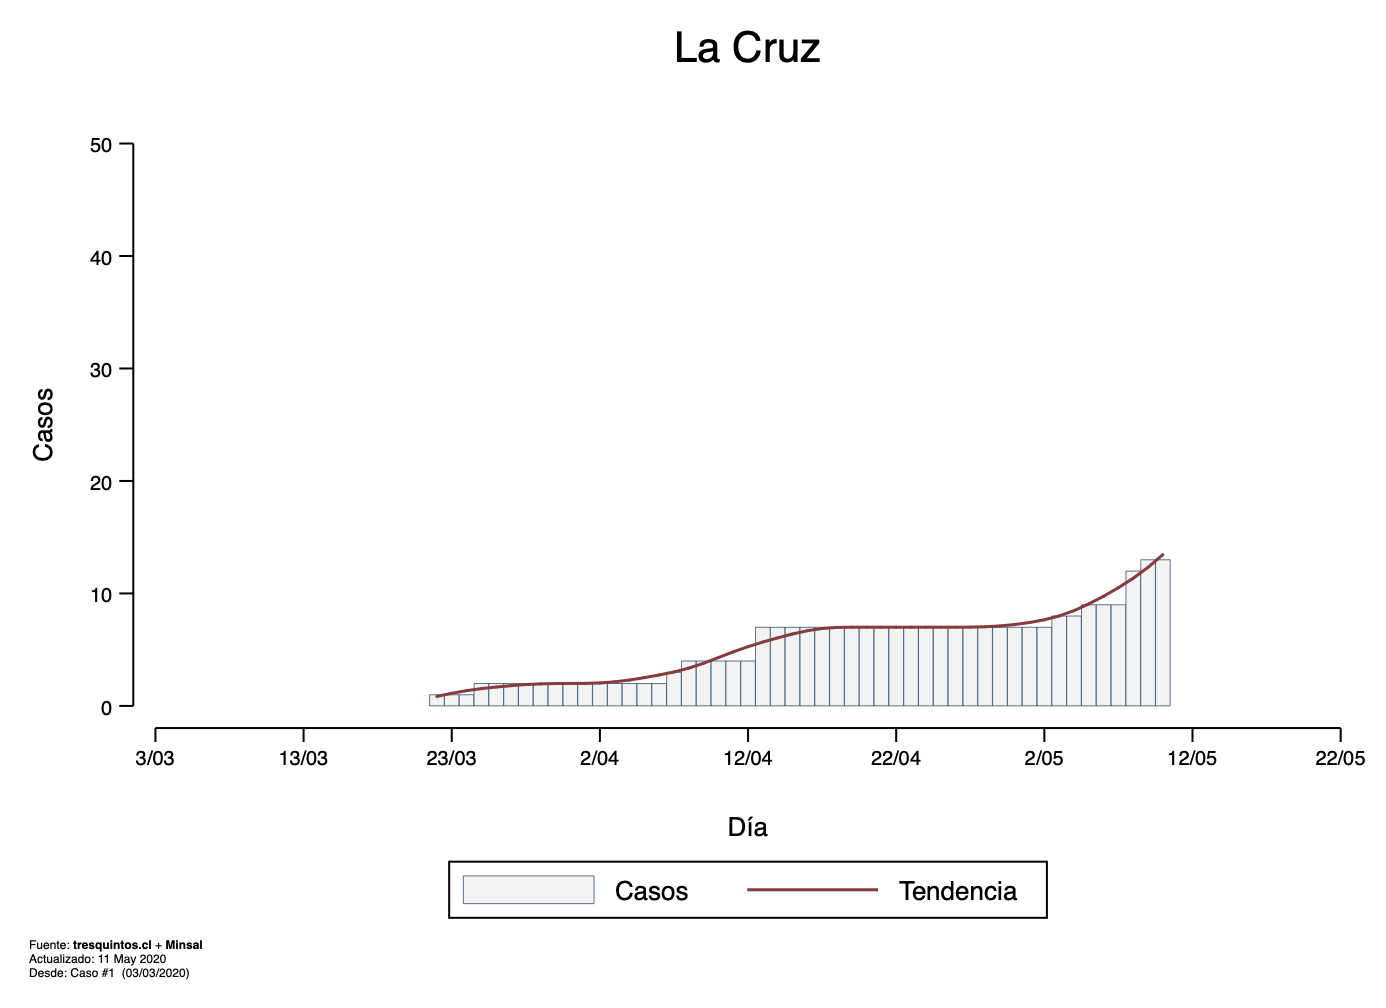 La Cruz
50
40
30
20
10
0
Casos
3/03 13/03 23/03 2/04 12/04 22/04 2/05 12/05 22/05
Día
Casos Tendencia
Fuente: tresquintos.cl + Minsal
Actualizado: 11 May 2020
Desde: Caso #1 (03/03/2020)